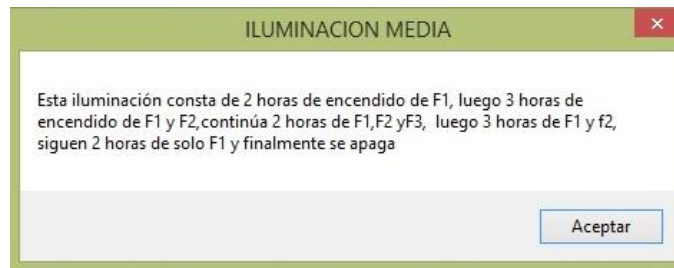 ILUMINACION MEDIA
Esta iluminación consta de 2 horas de encendido de F1, luego 3 horas de
encendido de F1 y F2,continúa 2 horas de F1,F2 yF3,  luego 3 horas de F1 y f2,
siguen 2 horas de solo F1 y finalmente se apaga
Aceptar